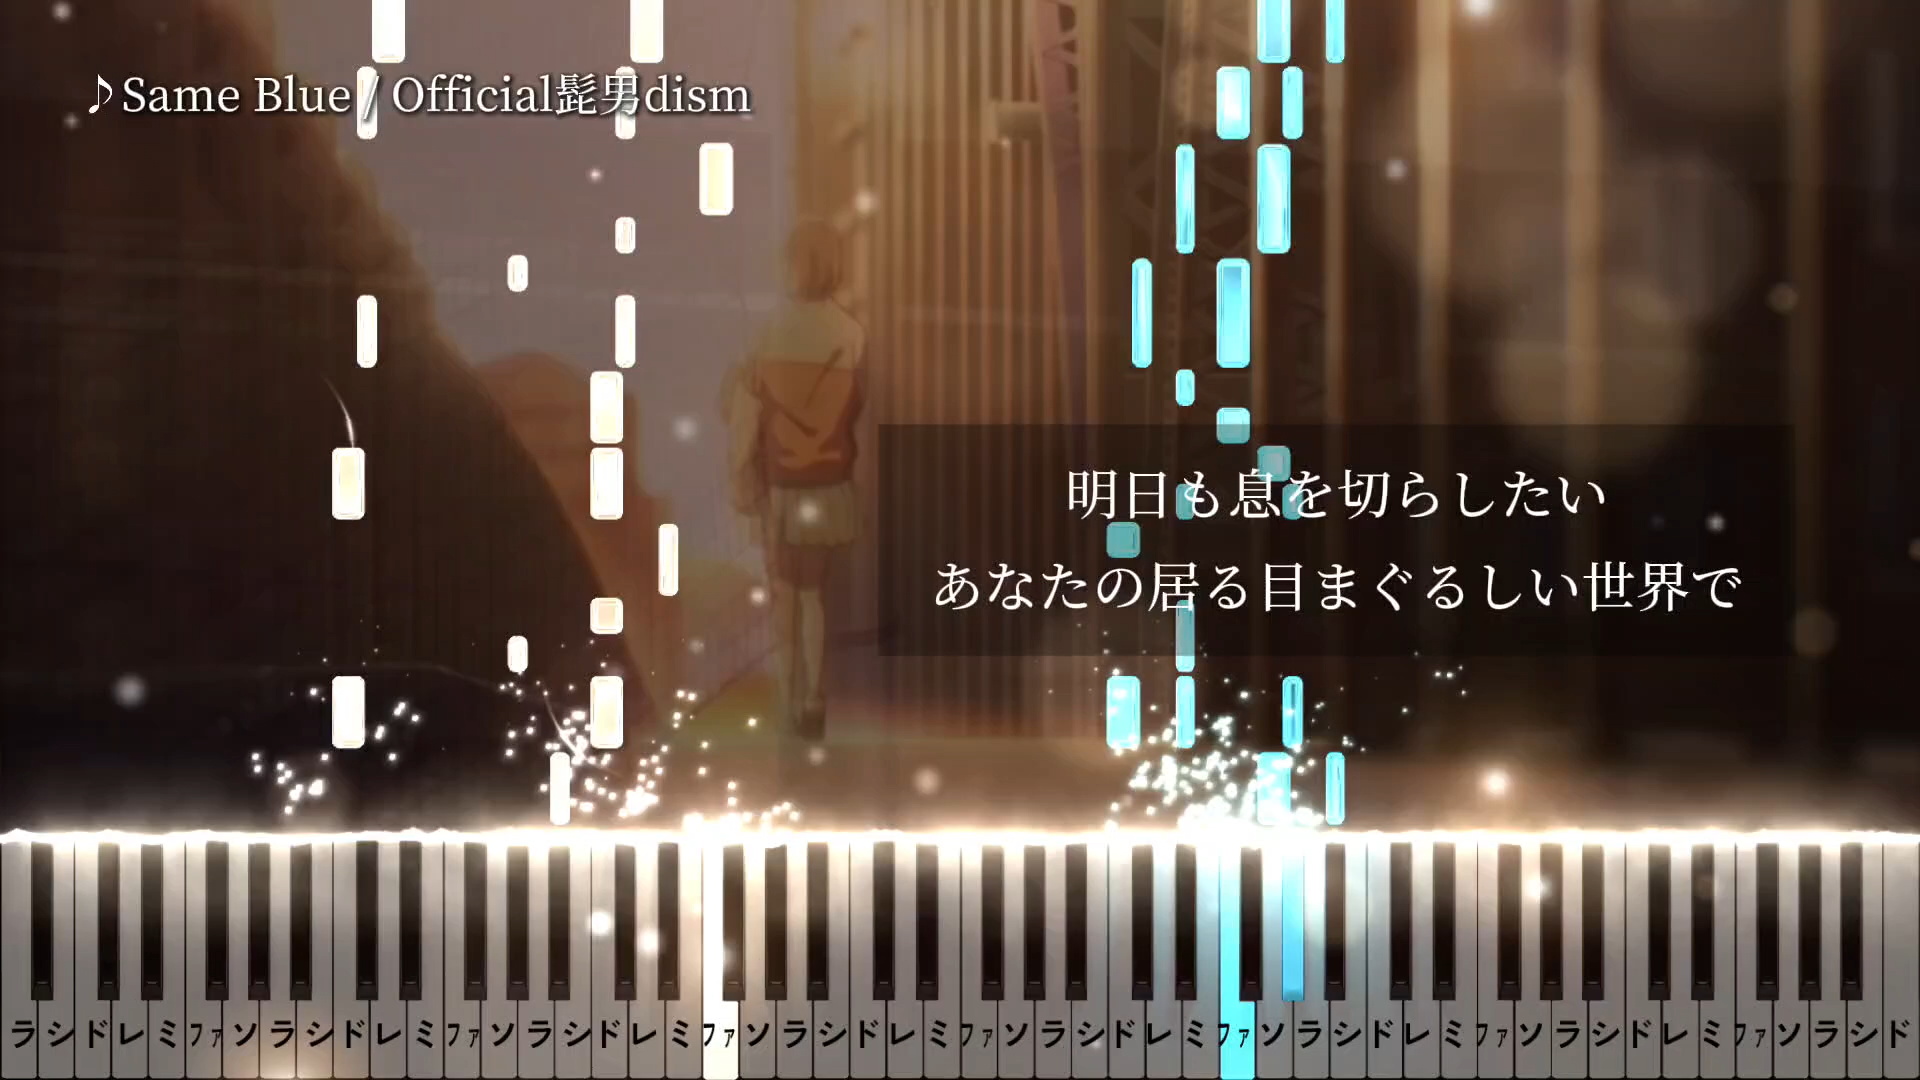 ♪Same Blue / Official髭男dism
明日も息を切らしたい
あなたの居る目まぐるしい世界で
ラシドレミファソラシドレミファソラシドレミファソラシドレミファソラシドレミファソラシドレミファソラシドレミファソラシド